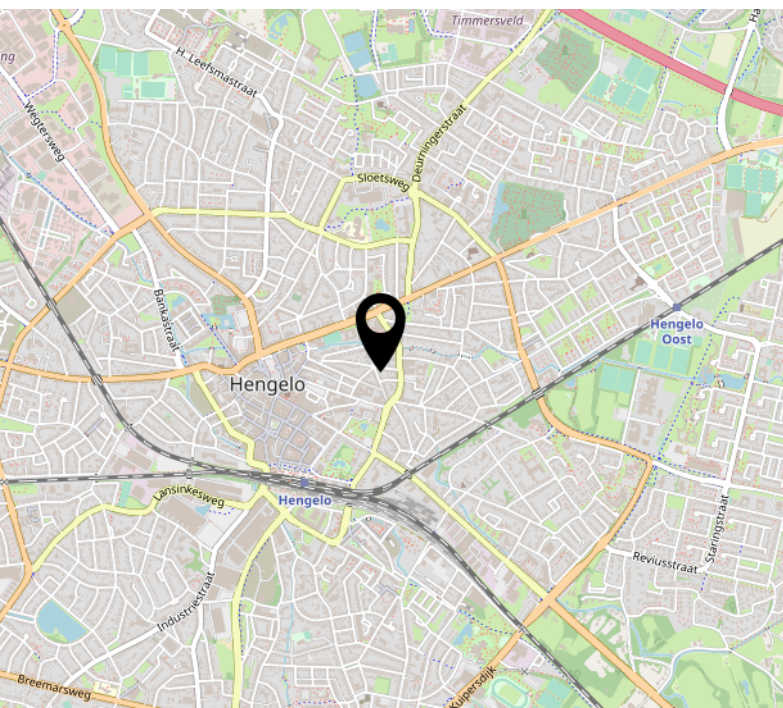 Timmersveld
H. Leefsmastraat
Wegtersweg
Deurningerstraat
Sloetsweg
Bankastraat
Hengelo
Oost
Hengelo
Lansinkesweg
Hengelo
Staringstraat
Reviusstraat
Industriestraat
Kuipersdijk
Breemarsweg